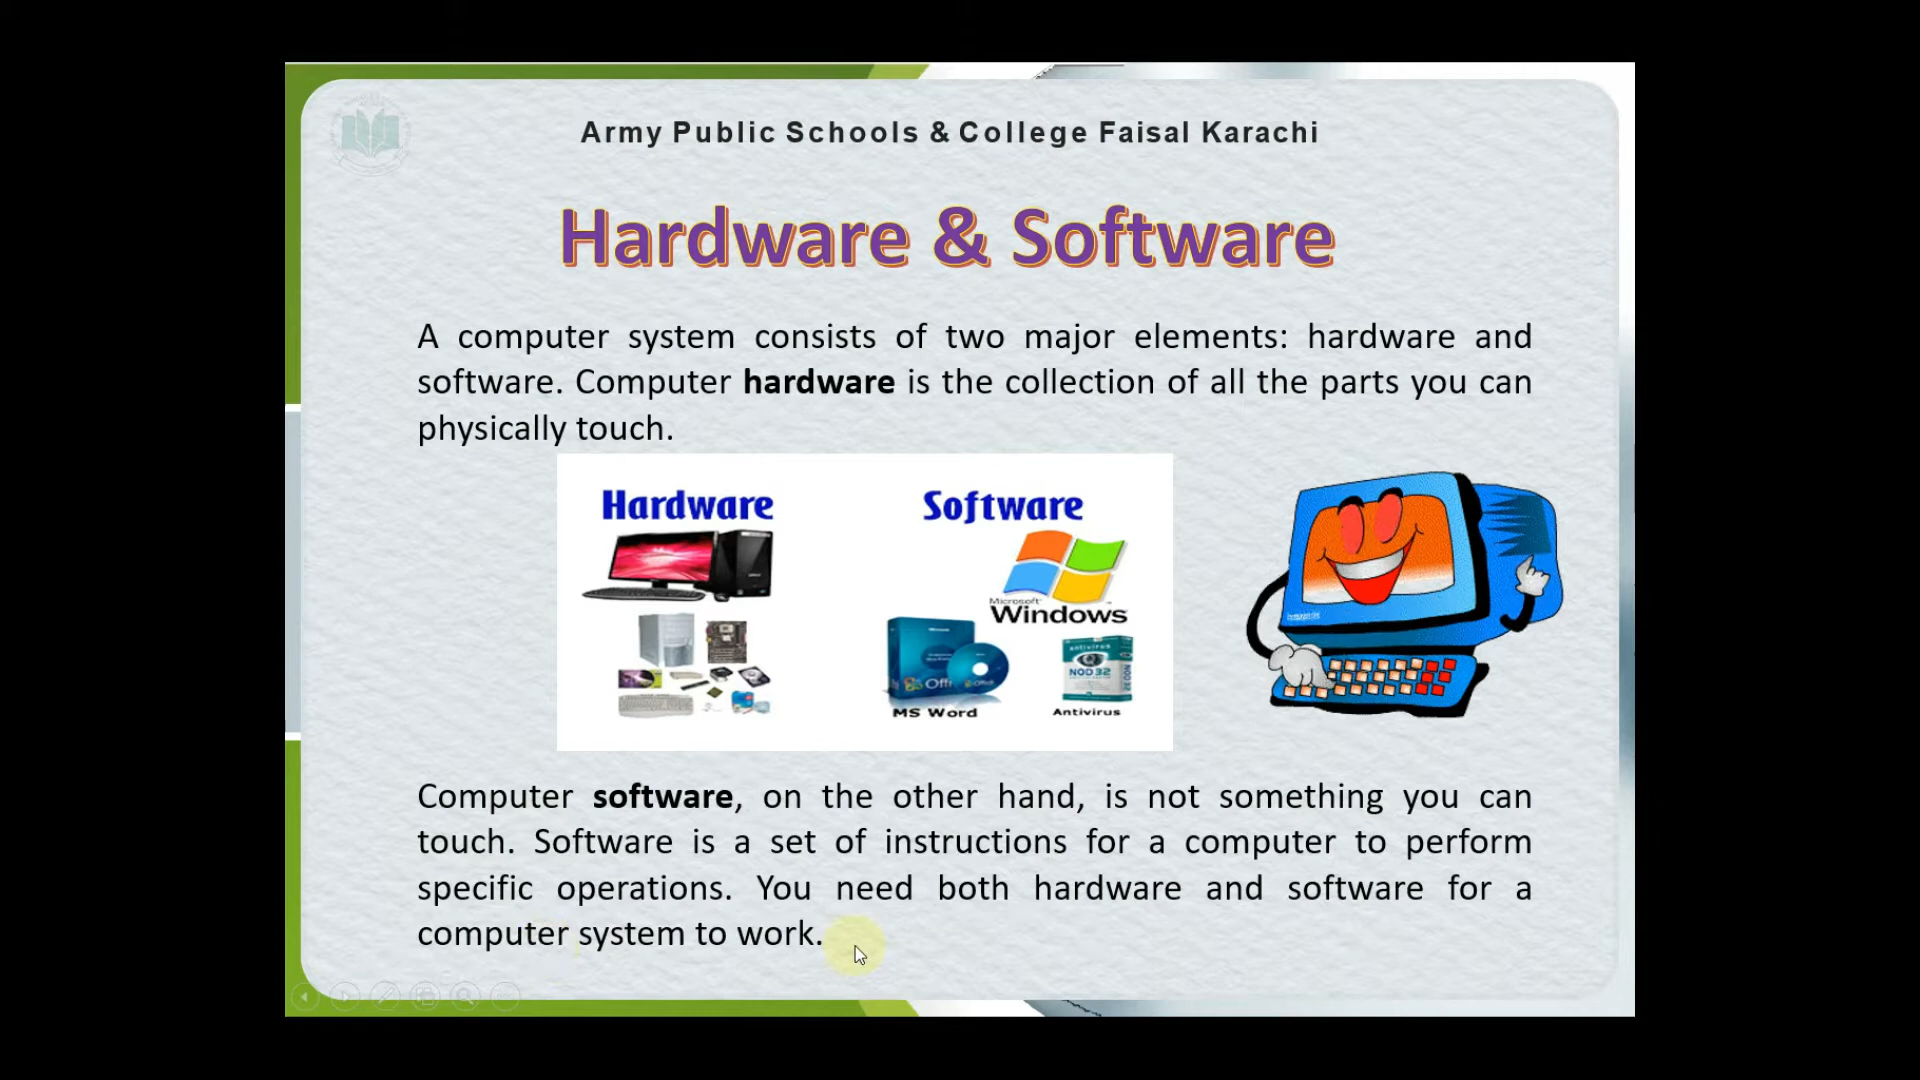 Army Public Schools & College Faisal Karachi
Hardware & Software
A computer system consists of two major elements: hardware and
software. Computer hardware is the collection of all the parts you can
physically touch.
Hardware
Software
Microsoft
Windows
Antivirus
NOD 32
MS Word
Antivirus
Computer software, on the other hand, is not something you can
touch. Software is a set of instructions for a computer to perform
specific operations. You need both hardware and software for a
computer system to work.